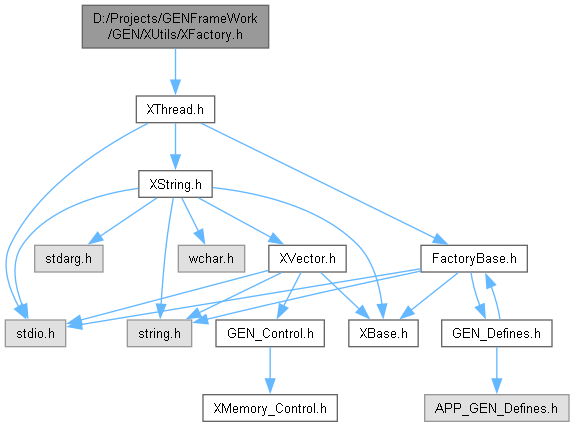 D:/Projects/GENFrameWork
/GEN/XUtils/XFactory.h
XThread.h
XString.h
stdarg.h
wchar.h
XVector.h
FactoryBase.h
stdio.h
string.h
GEN_Control.h
XBase.h
GEN_Defines.h
XMemory_Control.h
APP_GEN_Defines.h